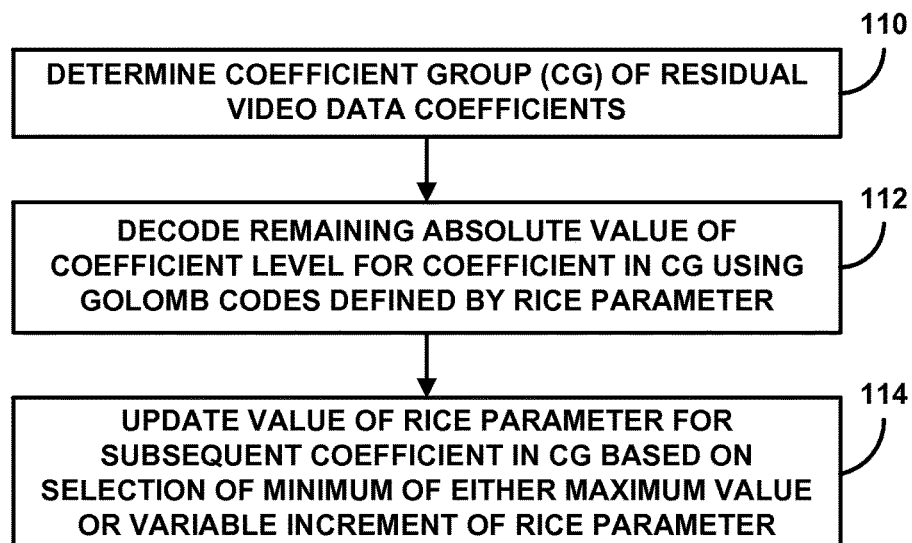 110
DETERMINE COEFFICIENT GROUP (CG) OF RESIDUAL
VIDEO DATA COEFFICIENTS
112
DECODE REMAINING ABSOLUTE VALUE OF
COEFFICIENT LEVEL FOR COEFFICIENT IN CG USING
GOLOMB CODES DEFINED BY RICE PARAMETER
114
UPDATE VALUE OF RICE PARAMETER FOR
SUBSEQUENT COEFFICIENT IN CG BASED ON
SELECTION OF MINIMUM OF EITHER MAXIMUM VALUE
OR VARIABLE INCREMENT OF RICE PARAMETER